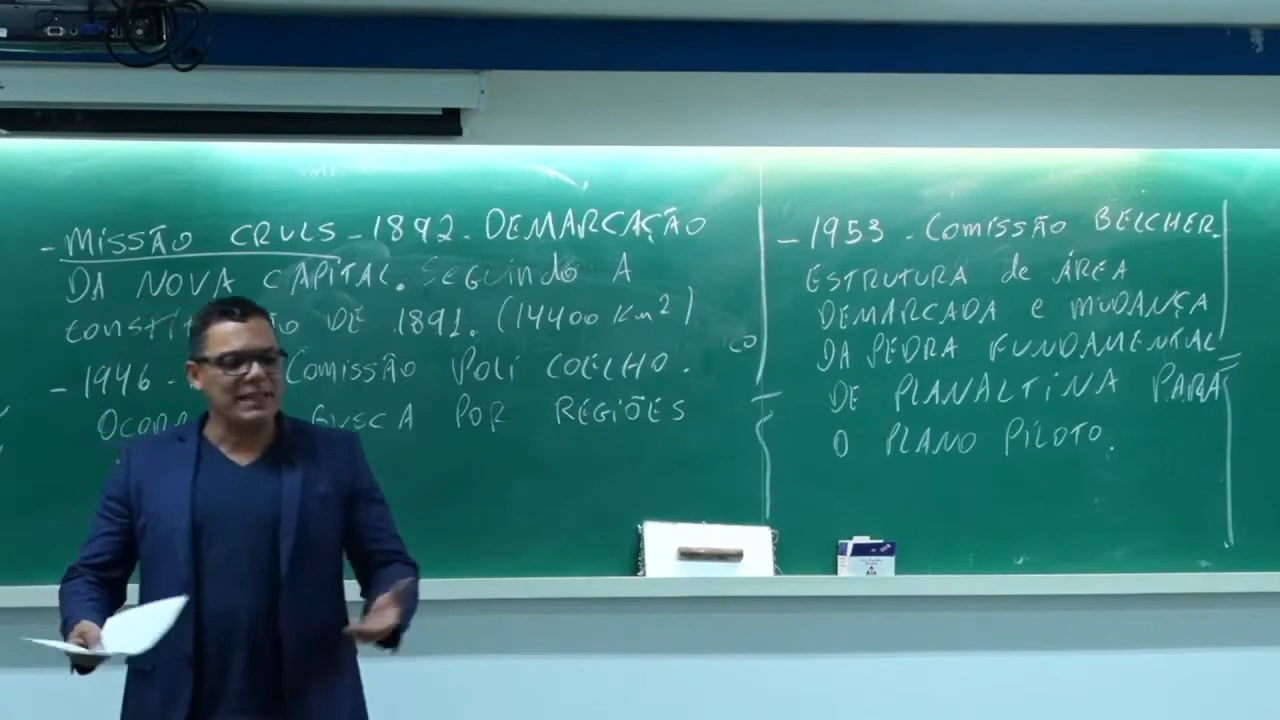 - MISSÃO CRULS - 1892. DEMARCAÇÃO
DA NOVA CAPITAL. SEGUINDO A
DE 1891. (14400 Km²)
- 1946 - COMISSÃO POLI COELHO.
BUSCA POR REGIÕES
- 1953 - COMISSÃO BELCHER -
ESTRUTURA de ÁREA
DEMARCADA e MUDANÇA
DA PEDRA FUNDAMENTAL
DE PLANALTINA PARA
O PLANO PILOTO.